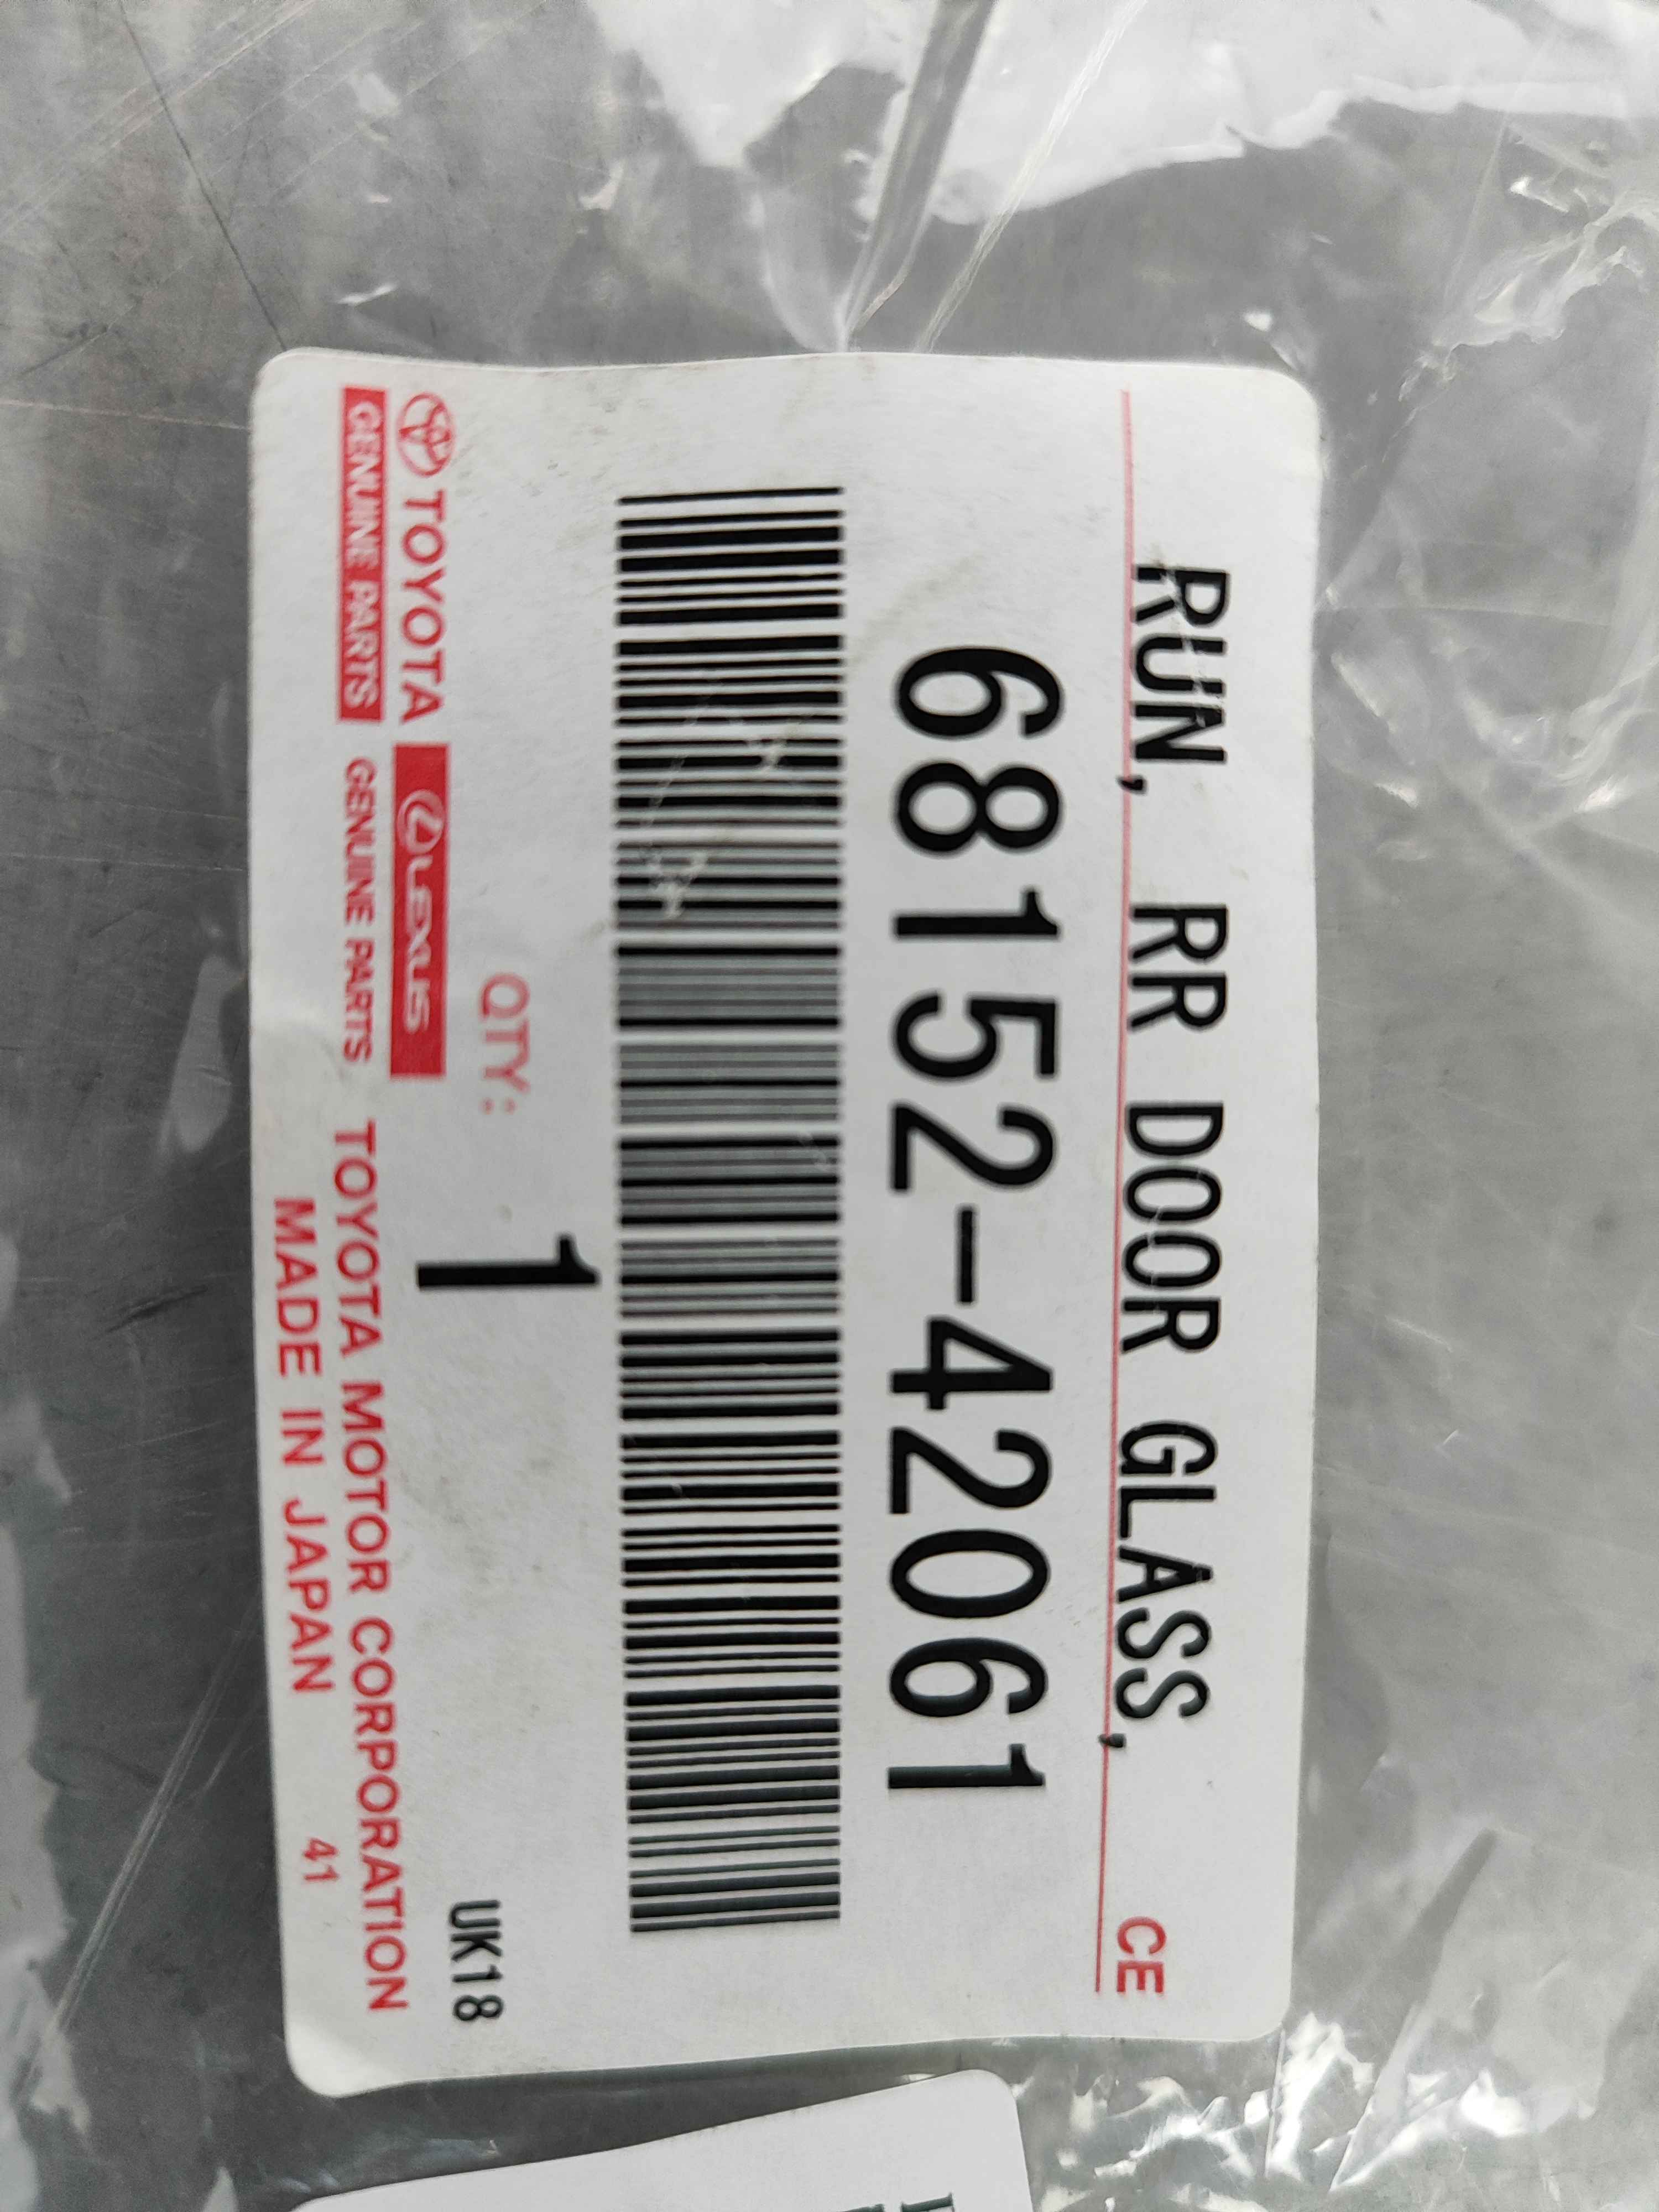 RUN, RR DOOR GLASS,
CE
68152-42061
QTY:
1
UK18
TOYOTA
GENUINE PARTS
LEXUS
GENUINE PARTS
TOYOTA MOTOR CORPORATION
MADE IN JAPAN
41